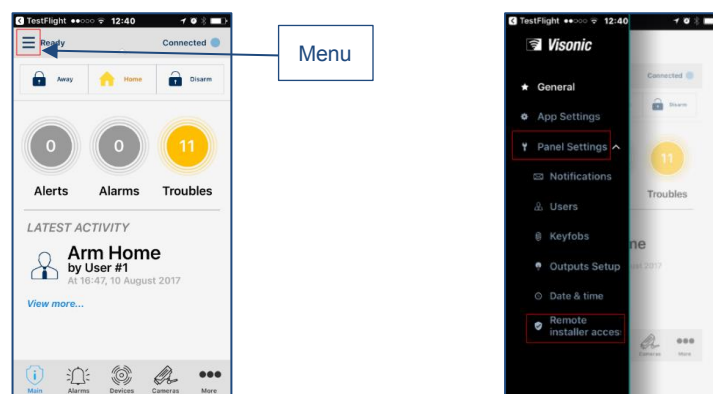 TestFlight 12:40
Ready Connected
Menu
Away Home Disarm
0 0 11
Alerts Alarms Troubles
LATEST ACTIVITY
Arm Home
by User #1
At 16:47, 10 August 2017
View more...
Main Alarms Devices Cameras More
TestFlight 12:40
Visonic
General
Connected
App Settings
Disarm
Panel Settings
11
Notifications
Troubles
Users
Keyfobs
me
Outputs Setup
ust 2017
Date & time
Remote
installer acces
Cameras More